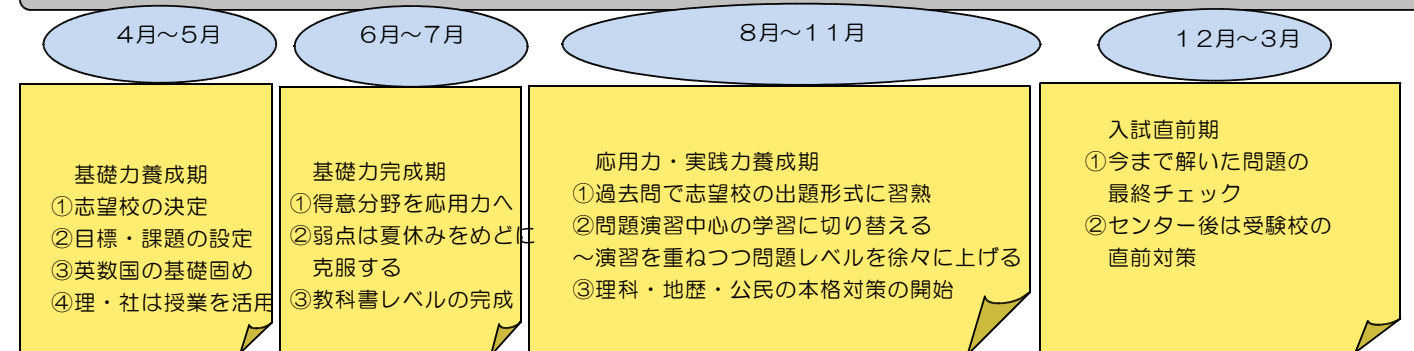 4月～5月
基礎力養成期
①志望校の決定
②目標・課題の設定
③英数国の基礎固め
④理・社は授業を活用
6月～7月
基礎力完成期
①得意分野を応用力へ
②弱点は夏休みをめどに
克服する
③教科書レベルの完成
8月～11月
応用力・実践力養成期
①過去問で志望校の出題形式に習熟
②問題演習中心の学習に切り替える
～演習を重ねつつ問題レベルを徐々に上げる
③理科・地歴・公民の本格対策の開始
12月～3月
入試直前期
①今まで解いた問題の
最終チェック
②センター後は受験校の
直前対策